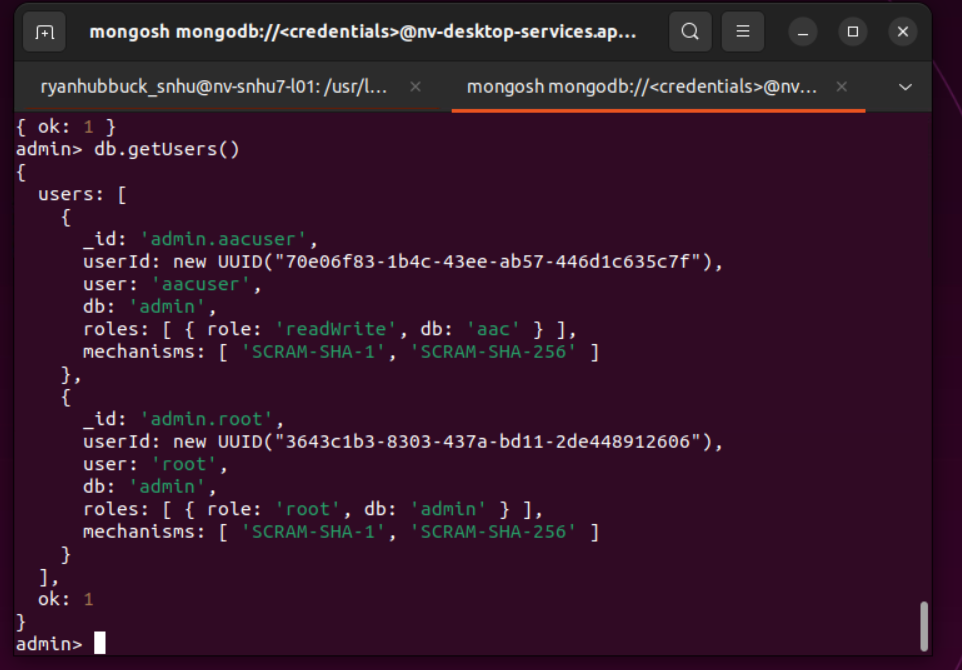 mongosh mongodb://<credentials>@nv-desktop-services.ap...
ryanhubbuck_snhu@nv-snhu7-l01: /usr/l...
mongosh mongodb://<credentials>@nv...
{ ok: 1 }
admin> db.getUsers()
{
  users: [
    {
      _id: 'admin.aacuser',
      userId: new UUID("70e06f83-1b4c-43ee-ab57-446d1c635c7f"),
      user: 'aacuser',
      db: 'admin',
      roles: [ { role: 'readWrite', db: 'aac' } ],
      mechanisms: [ 'SCRAM-SHA-1', 'SCRAM-SHA-256' ]
    },
    {
      _id: 'admin.root',
      userId: new UUID("3643c1b3-8303-437a-bd11-2de448912606"),
      user: 'root',
      db: 'admin',
      roles: [ { role: 'root', db: 'admin' } ],
      mechanisms: [ 'SCRAM-SHA-1', 'SCRAM-SHA-256' ]
    }
  ],
  ok: 1
}
admin>